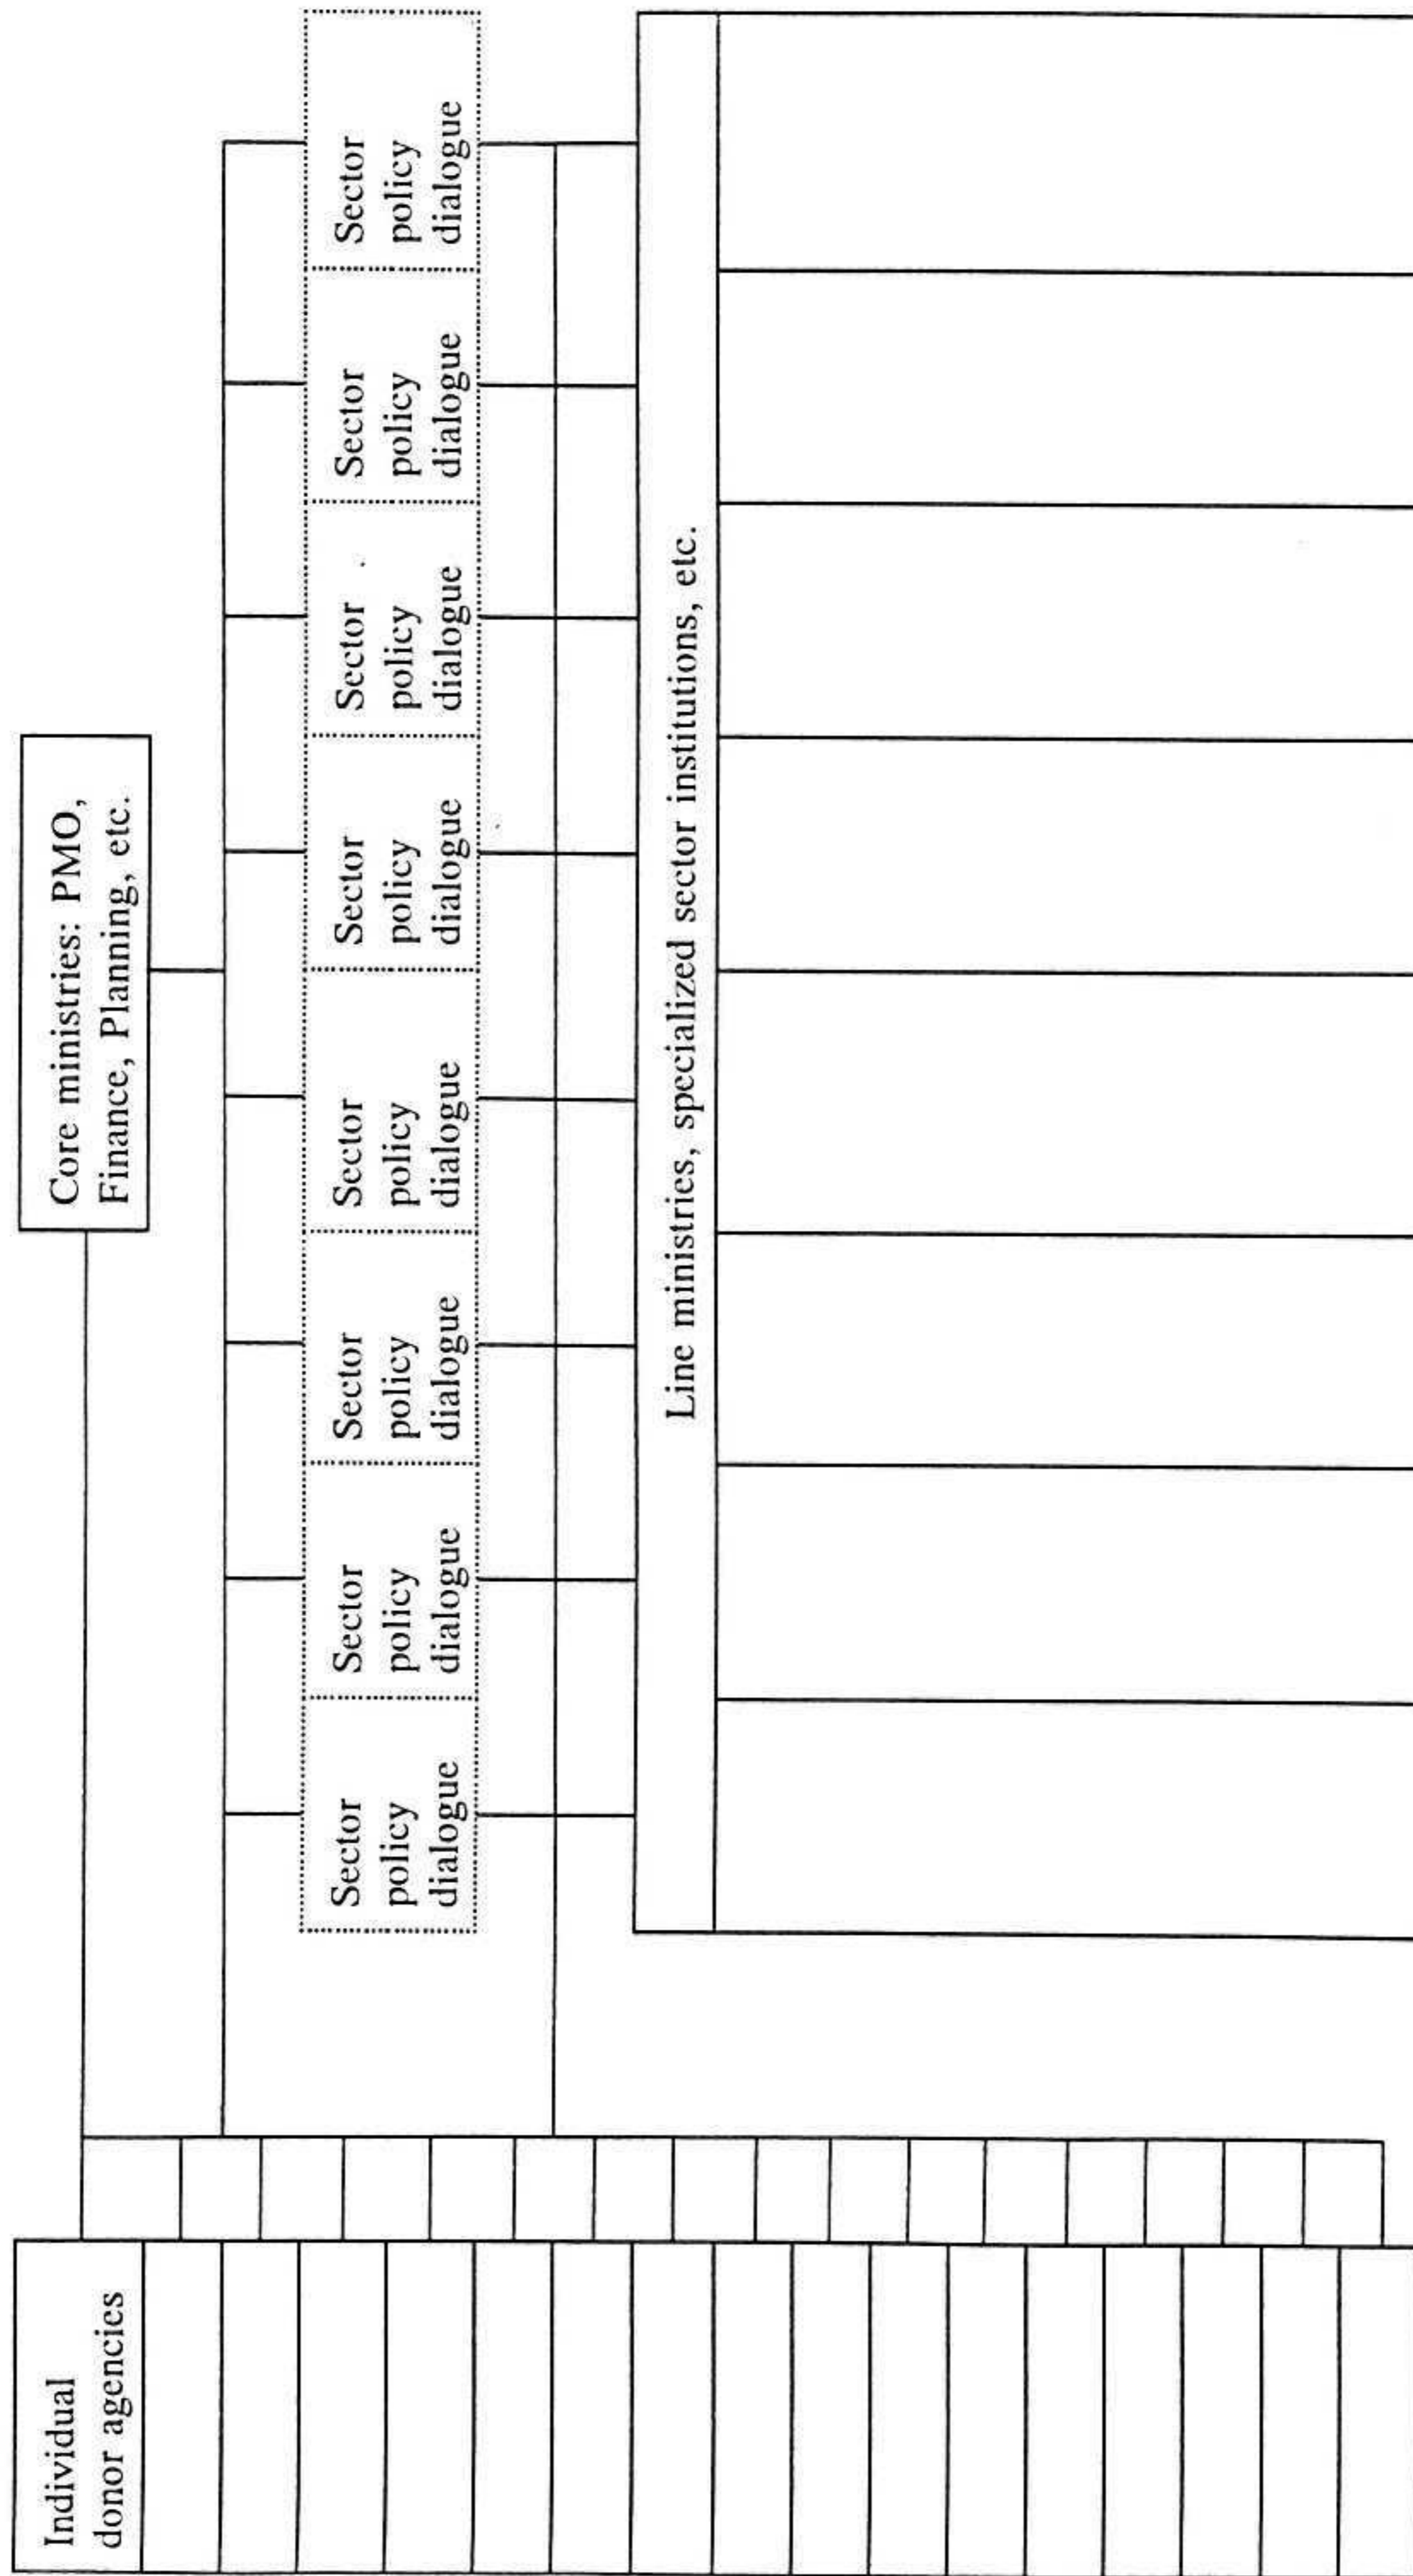 Core ministries: PMO,
Finance, Planning, etc.
Individual
donor agencies
Sector
policy
dialogue
Sector
policy
dialogue
Sector
policy
dialogue
Sector
policy
dialogue
Sector
policy
dialogue
Sector
policy
dialogue
Sector
policy
dialogue
Sector
policy
dialogue
Line ministries, specialized sector institutions, etc.